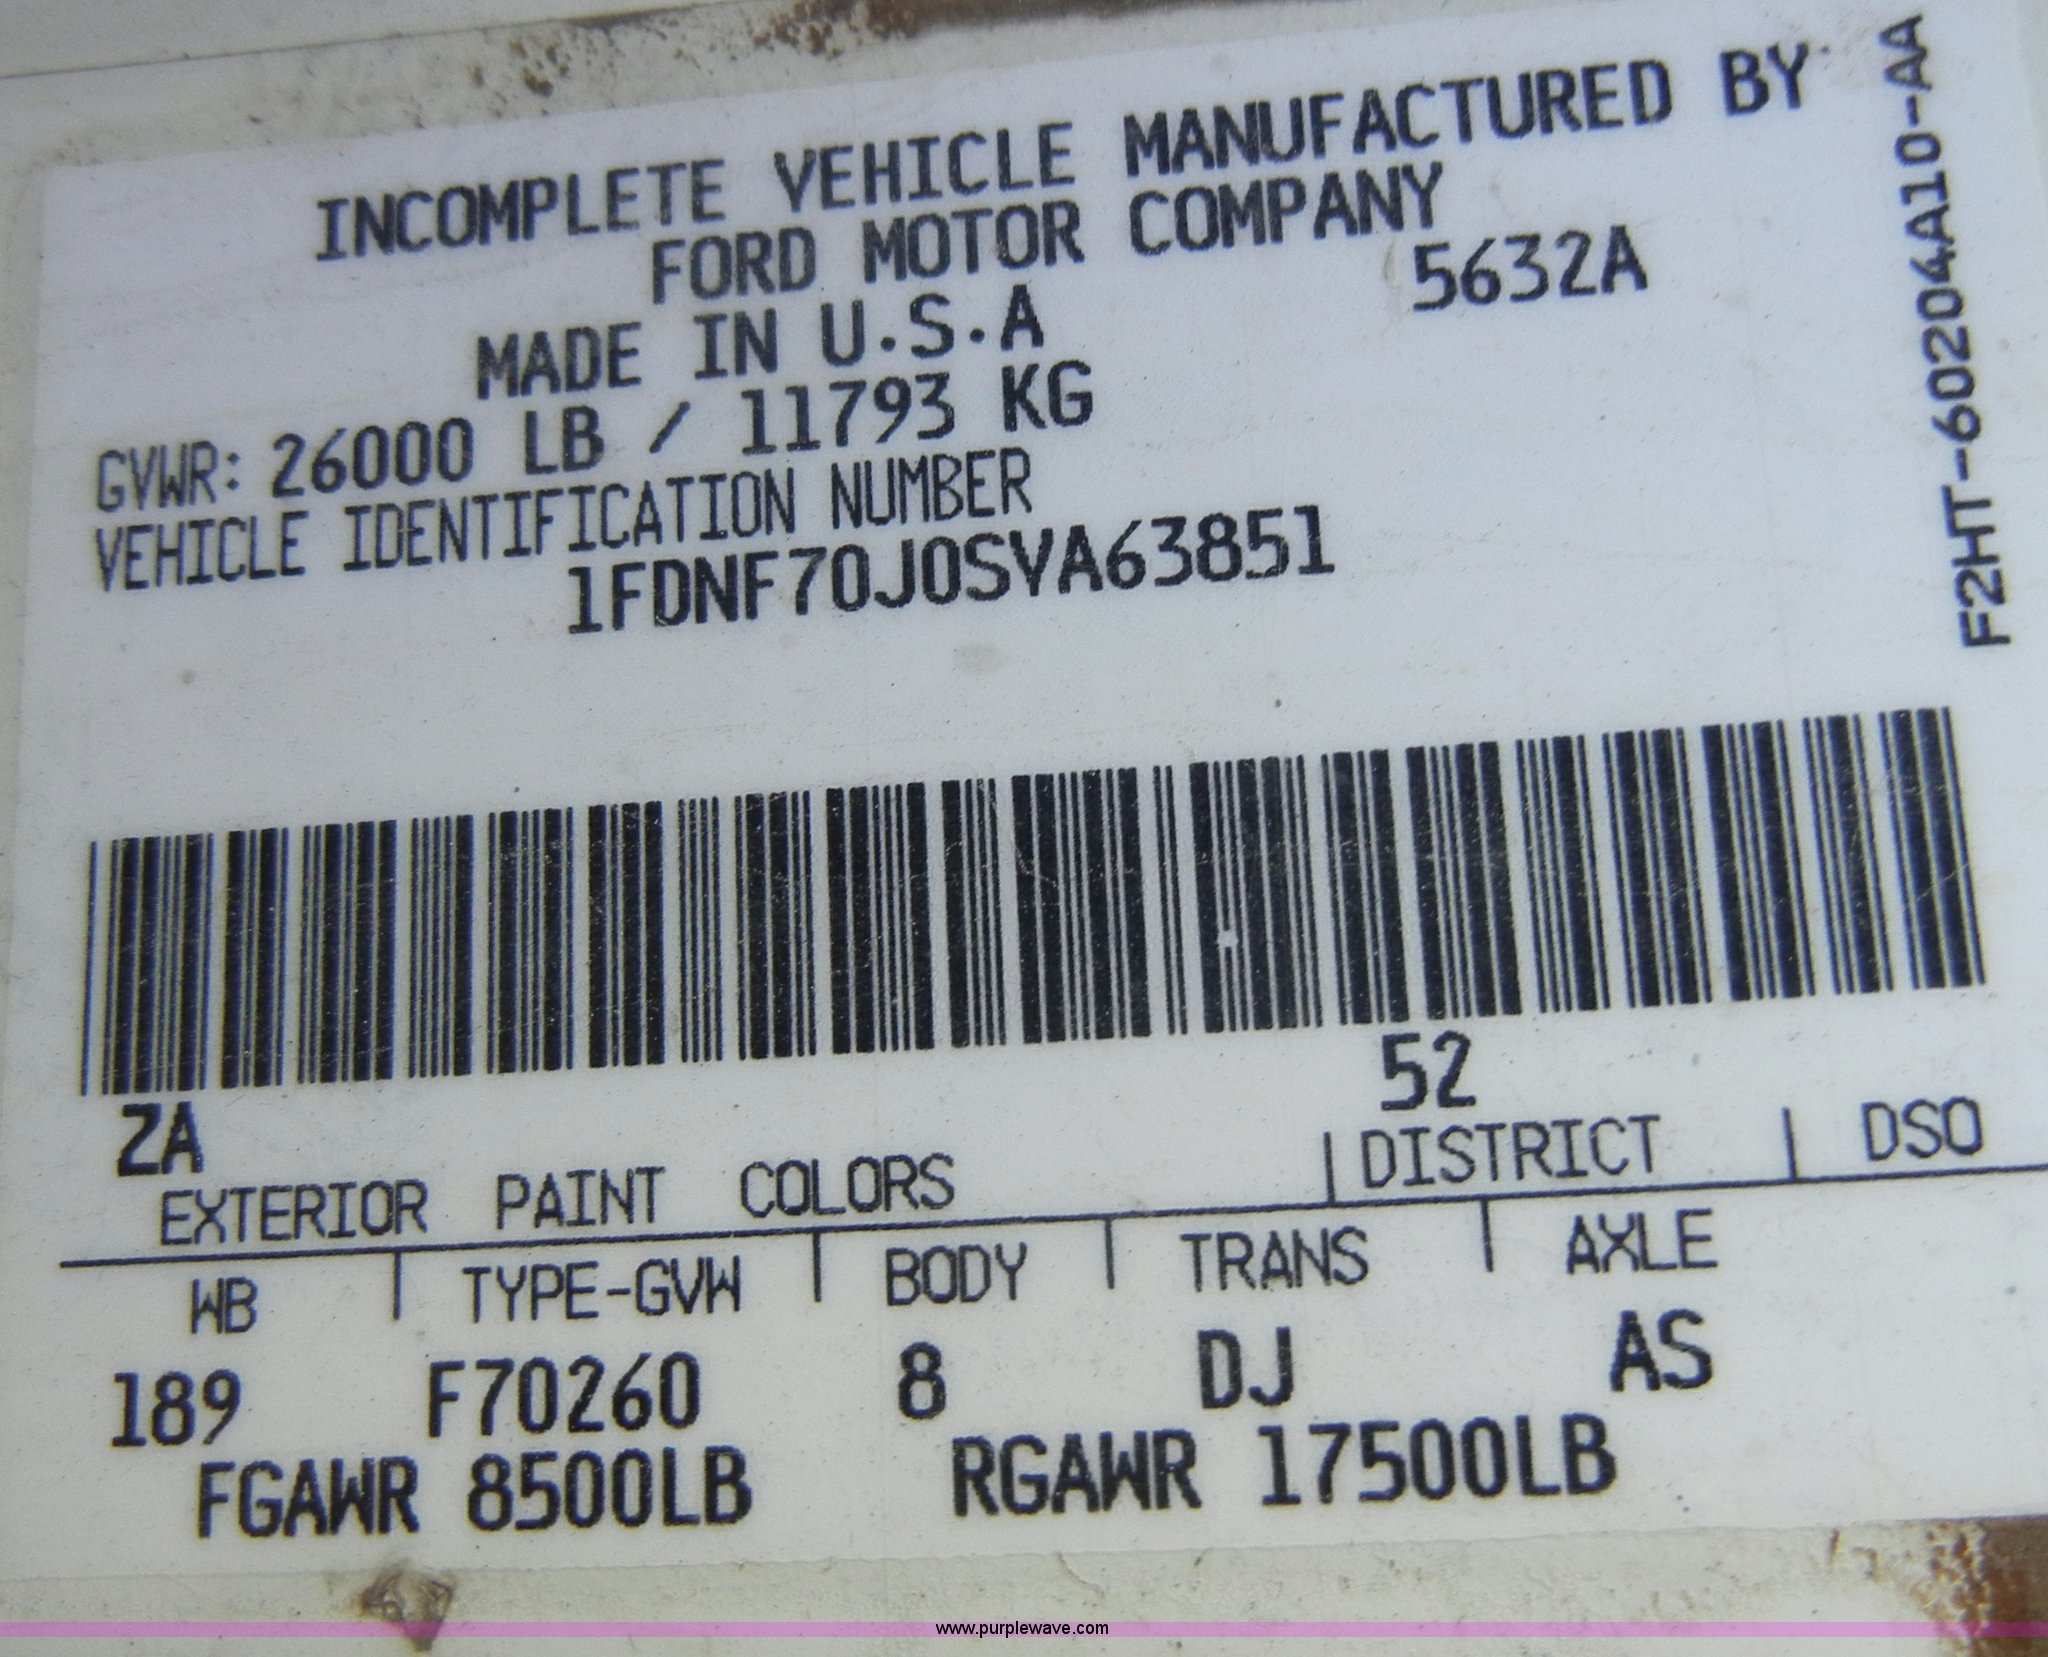 INCOMPLETE VEHICLE MANUFACTURED BY
FORD MOTOR COMPANY
MADE IN U.S.A 5632A
GVWR: 26000 LB / 11793 KG
VEHICLE IDENTIFICATION NUMBER
1FDNF70J0SVA63851
F2HT-60204A10-AA
ZA 52
EXTERIOR PAINT COLORS DISTRICT DSO
WB TYPE-GVW BODY TRANS AXLE
189 F70260 8 DJ AS
FGAWR 8500LB RGAWR 17500LB
www.purplewave.com